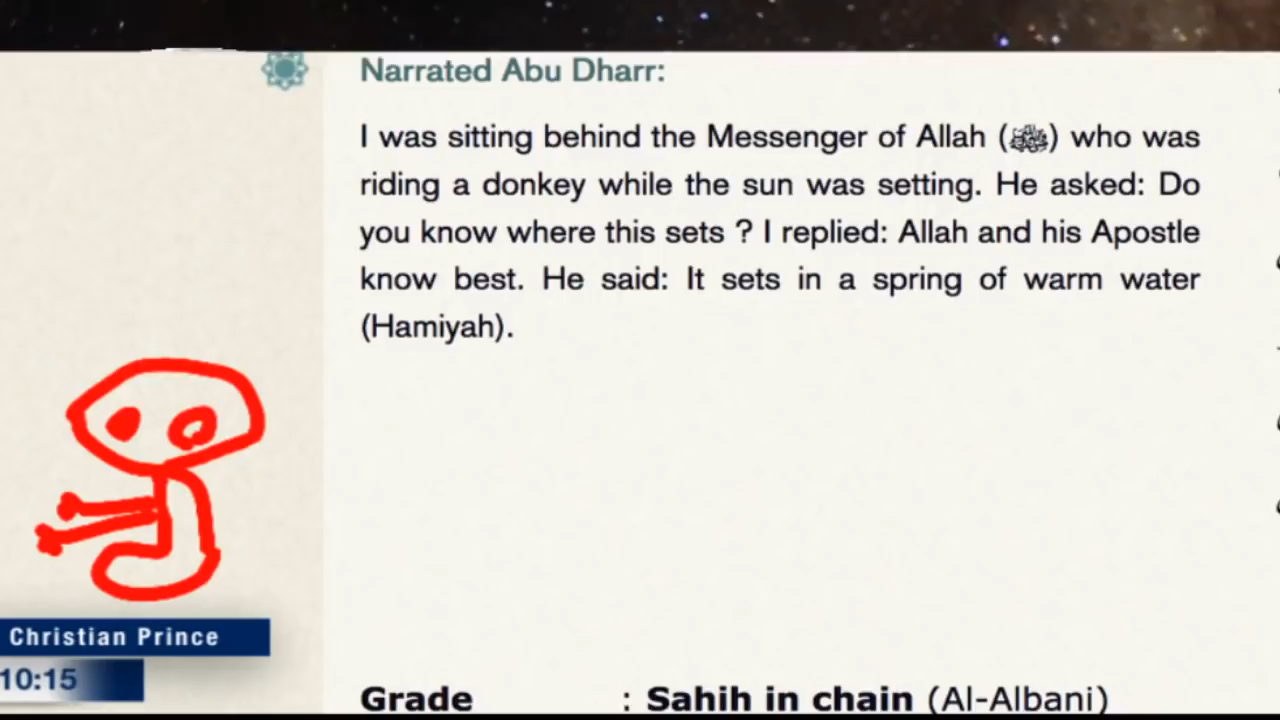 Narrated Abu Dharr:
I was sitting behind the Messenger of Allah (ﷺ) who was
riding a donkey while the sun was setting. He asked: Do
you know where this sets ? I replied: Allah and his Apostle
know best. He said: It sets in a spring of warm water
(Hamiyah).
Christian Prince
10:15
Grade : Sahih in chain (Al-Albani)